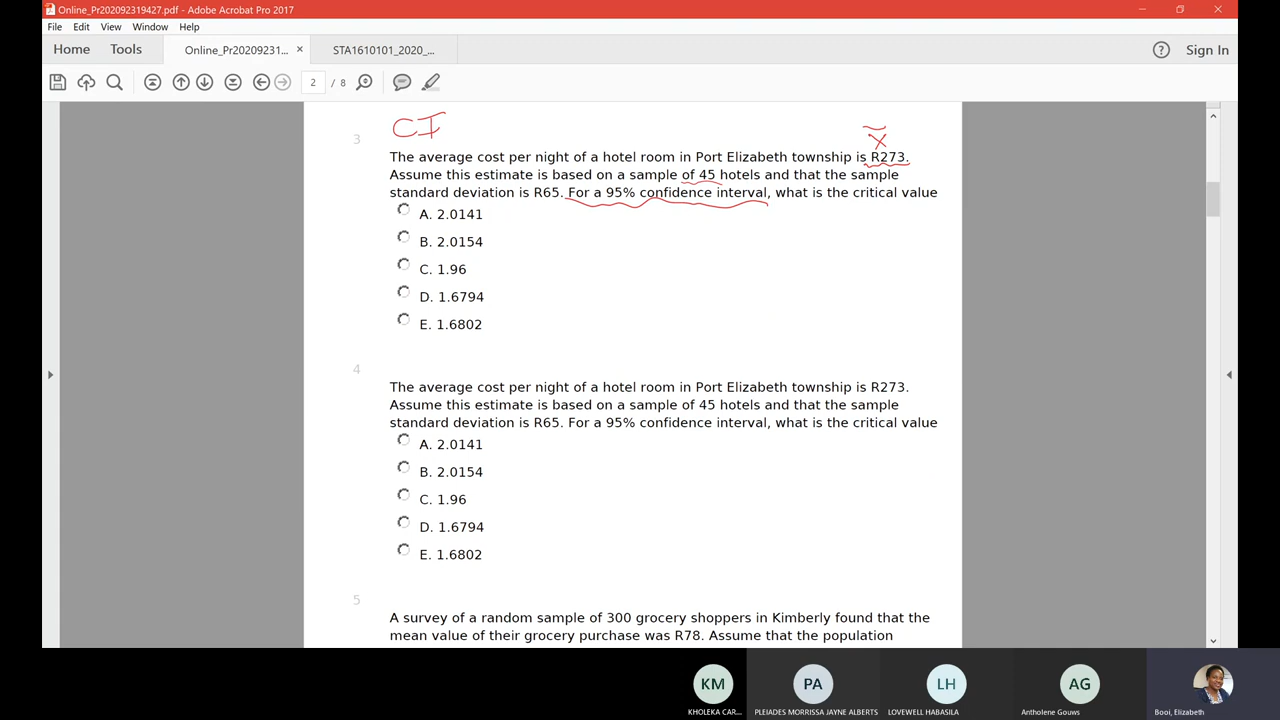 Online_Pr202092319427.pdf - Adobe Acrobat Pro 2017
File Edit View Window Help
Home Tools Online_Pr20209231... × STA1610101_2020_... Sign In
2 / 8
CI
x̄
3
The average cost per night of a hotel room in Port Elizabeth township is R273.
Assume this estimate is based on a sample of 45 hotels and that the sample
standard deviation is R65. For a 95% confidence interval, what is the critical value
A. 2.0141
B. 2.0154
C. 1.96
D. 1.6794
E. 1.6802
4
The average cost per night of a hotel room in Port Elizabeth township is R273.
Assume this estimate is based on a sample of 45 hotels and that the sample
standard deviation is R65. For a 95% confidence interval, what is the critical value
A. 2.0141
B. 2.0154
C. 1.96
D. 1.6794
E. 1.6802
5
A survey of a random sample of 300 grocery shoppers in Kimberly found that the
mean value of their grocery purchase was R78. Assume that the population
KM PA LH AG
KHOLEKA CAR... PLEIADES MORRISSA JAYNE ALBERTS LOVEWELL HABASILA Antholene Gouws Booi, Elizabeth